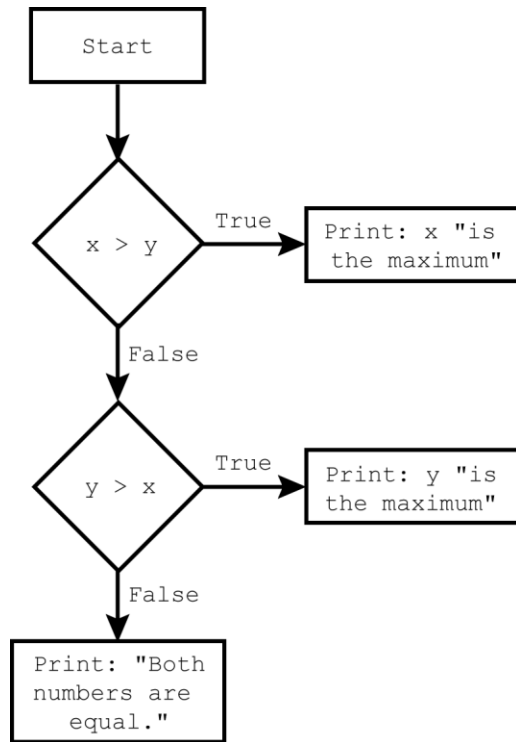 Start
x > y
True
Print: x "is
the maximum"
False
y > x
True
Print: y "is
the maximum"
False
Print: "Both
numbers are
equal."